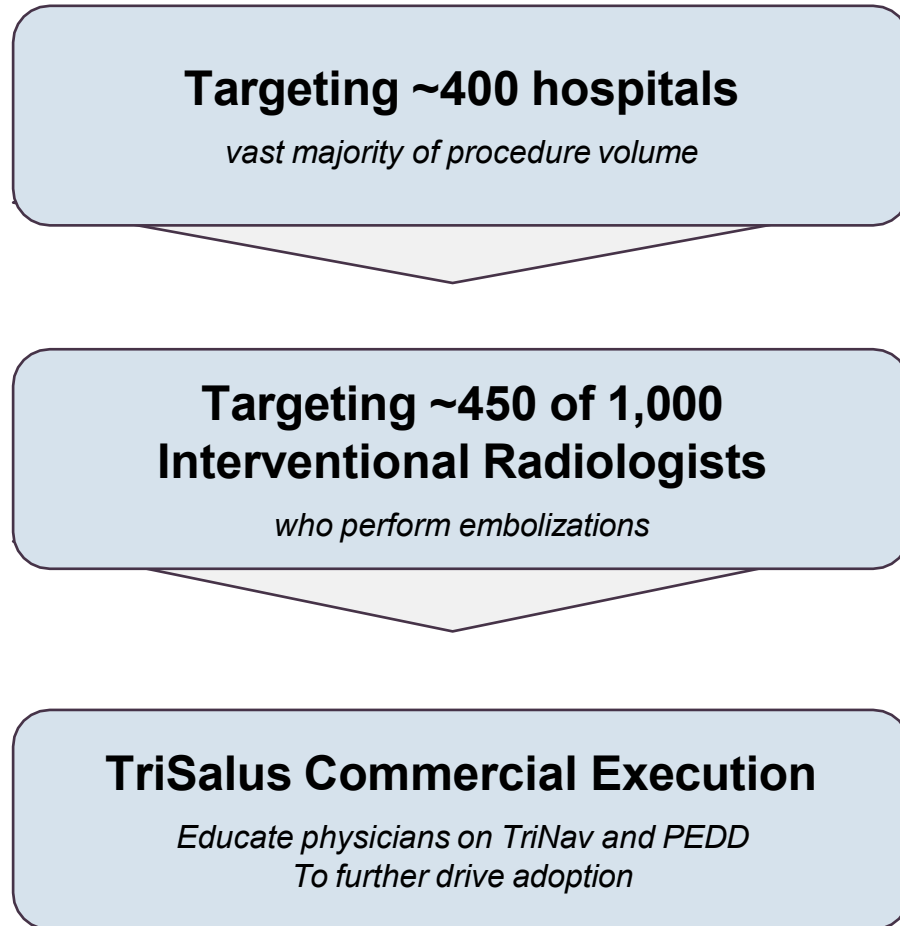 Targeting ~400 hospitals
vast majority of procedure volume
Targeting ~450 of 1,000
Interventional Radiologists
who perform embolizations
TriSalus Commercial Execution
Educate physicians on TriNav and PEDD
To further drive adoption